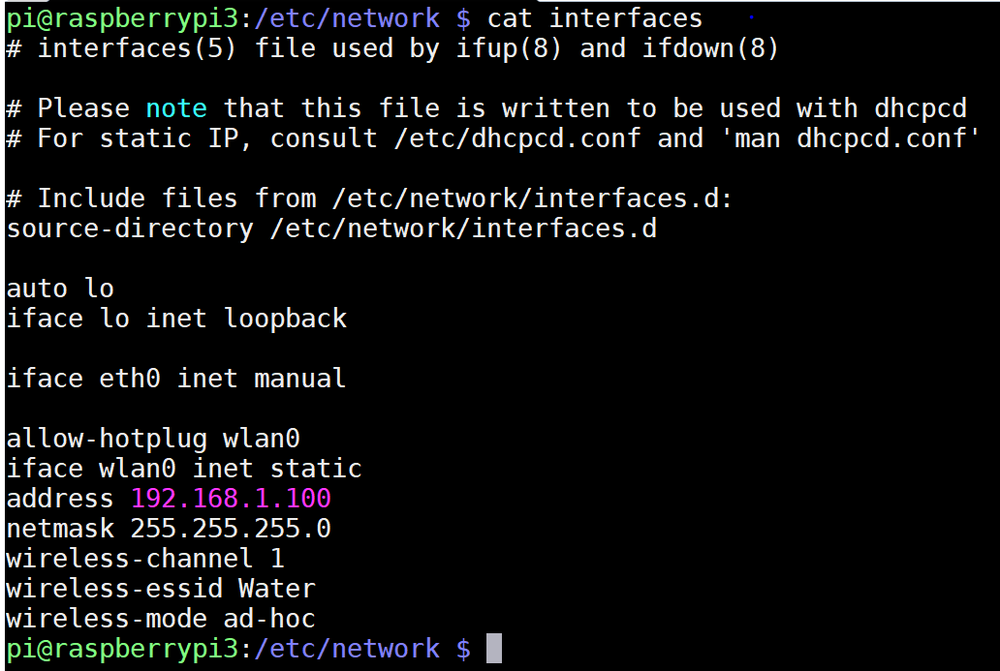 pi@raspberrypi3:/etc/network $ cat interfaces
# interfaces(5) file used by ifup(8) and ifdown(8)
# Please note that this file is written to be used with dhcpcd
# For static IP, consult /etc/dhcpcd.conf and 'man dhcpcd.conf'
# Include files from /etc/network/interfaces.d:
source-directory /etc/network/interfaces.d
auto lo
iface lo inet loopback
iface eth0 inet manual
allow-hotplug wlan0
iface wlan0 inet static
address 192.168.1.100
netmask 255.255.255.0
wireless-channel 1
wireless-essid Water
wireless-mode ad-hoc
pi@raspberrypi3:/etc/network $